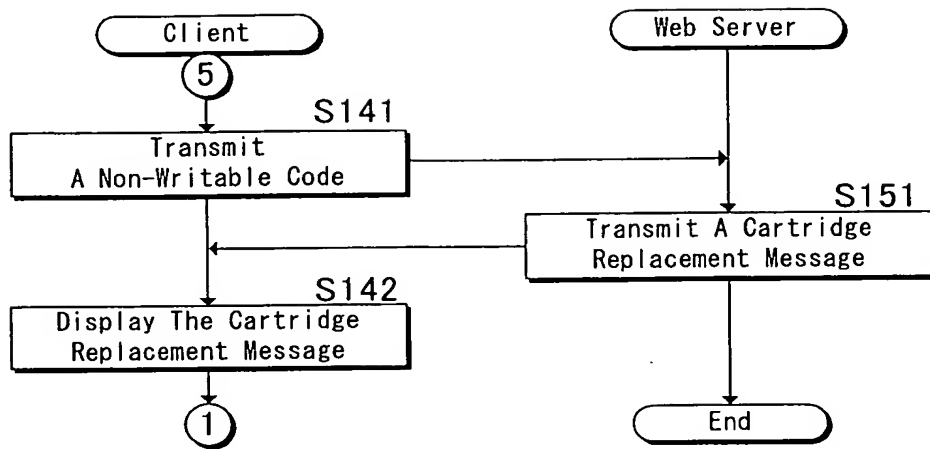 Client
Web Server
5
S141
Transmit
A Non-Writable Code
S151
Transmit A Cartridge
Replacement Message
S142
Display The Cartridge
Replacement Message
1
End